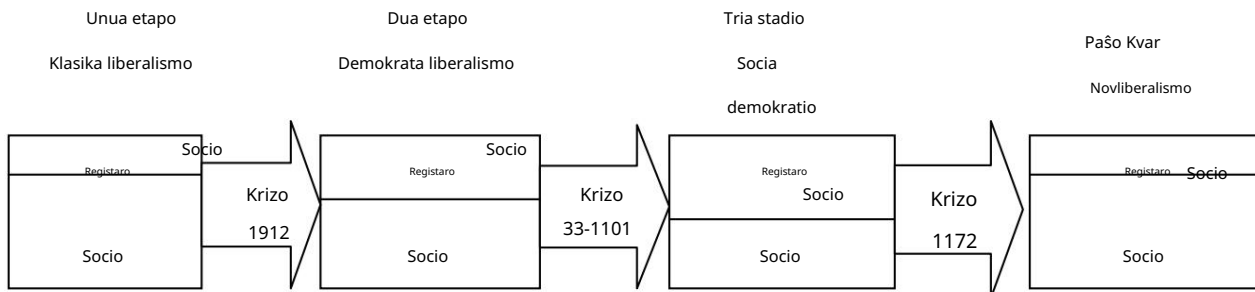 Unua etapo
Klasika liberalismo
Dua etapo
Demokrata liberalismo
Tria stadio
Socia
demokratio
Paŝo Kvar
Novliberalismo
Socio
Registaro
Socio
Krizo
1912
Socio
Registaro
Socio
Krizo
33-1101
Registaro
Socio
Socio
Krizo
1172
Registaro
Socio
Socio